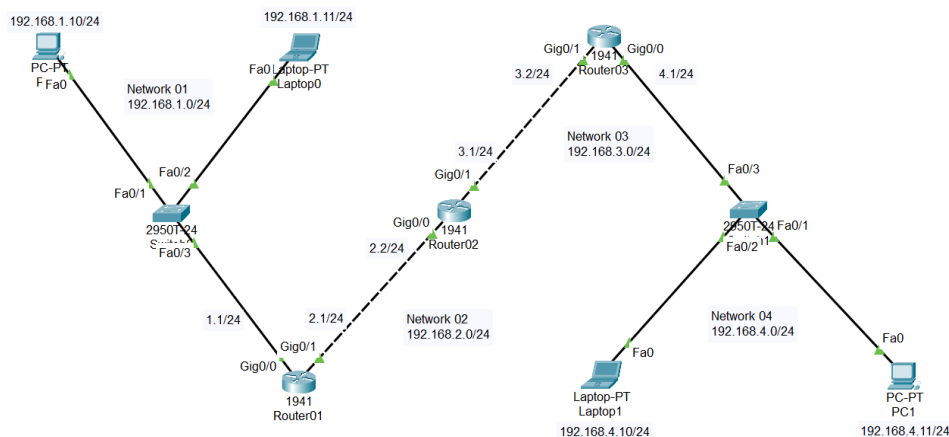 192.168.1.10/24
192.168.1.11/24
PC-PT
Fa0
Fa0
Laptop-PT
Laptop0
Network 01
192.168.1.0/24
Fa0/1
Fa0/2
2950T-24
Fa0/3
1.1/24
Gig0/0
Gig0/1
2.1/24
1941
Router01
Network 02
192.168.2.0/24
2.2/24
Gig0/0
1941
Router02
Gig0/1
3.1/24
Network 03
192.168.3.0/24
3.2/24
Gig0/1
1941
Router03
Gig0/0
4.1/24
Fa0/3
2950T-24
Fa0/1
Fa0/2
Network 04
192.168.4.0/24
Fa0
Laptop-PT
Laptop1
192.168.4.10/24
Fa0
PC-PT
PC1
192.168.4.11/24